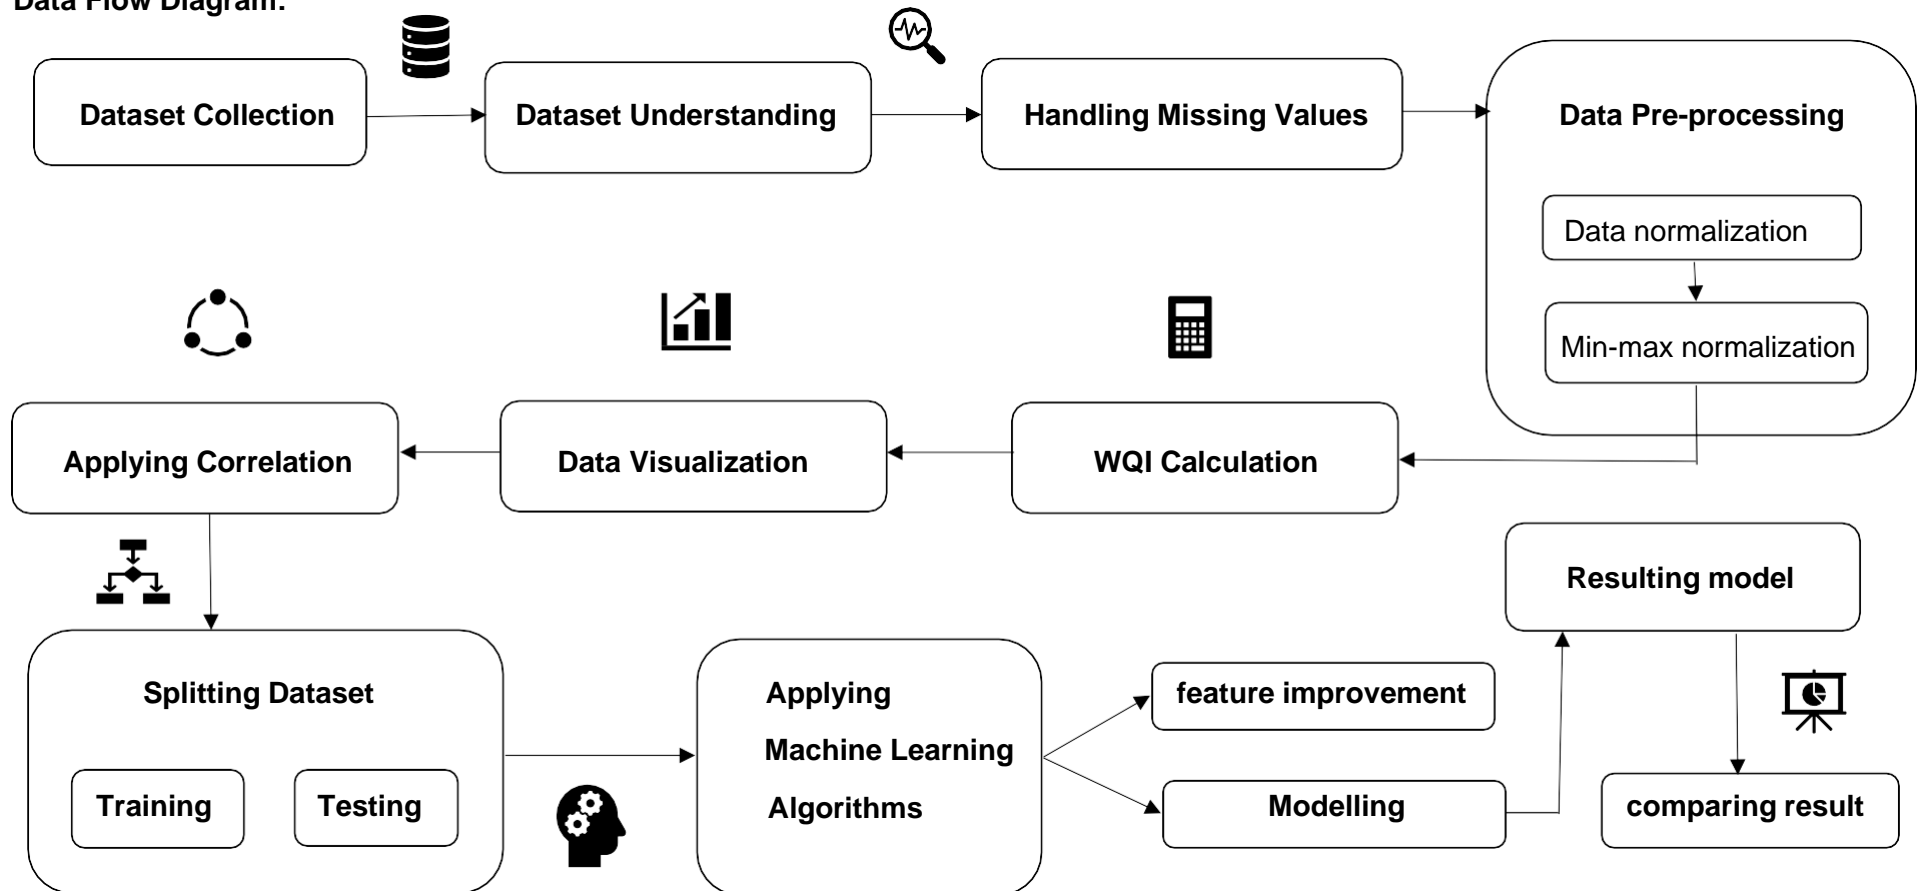 Data Flow Diagram:
Dataset Collection
Dataset Understanding
Handling Missing Values
Data Pre-processing
Data normalization
Min-max normalization
WQI Calculation
Data Visualization
Applying Correlation
Splitting Dataset
Training
Testing
Applying
Machine Learning
Algorithms
feature improvement
Modelling
Resulting model
comparing result